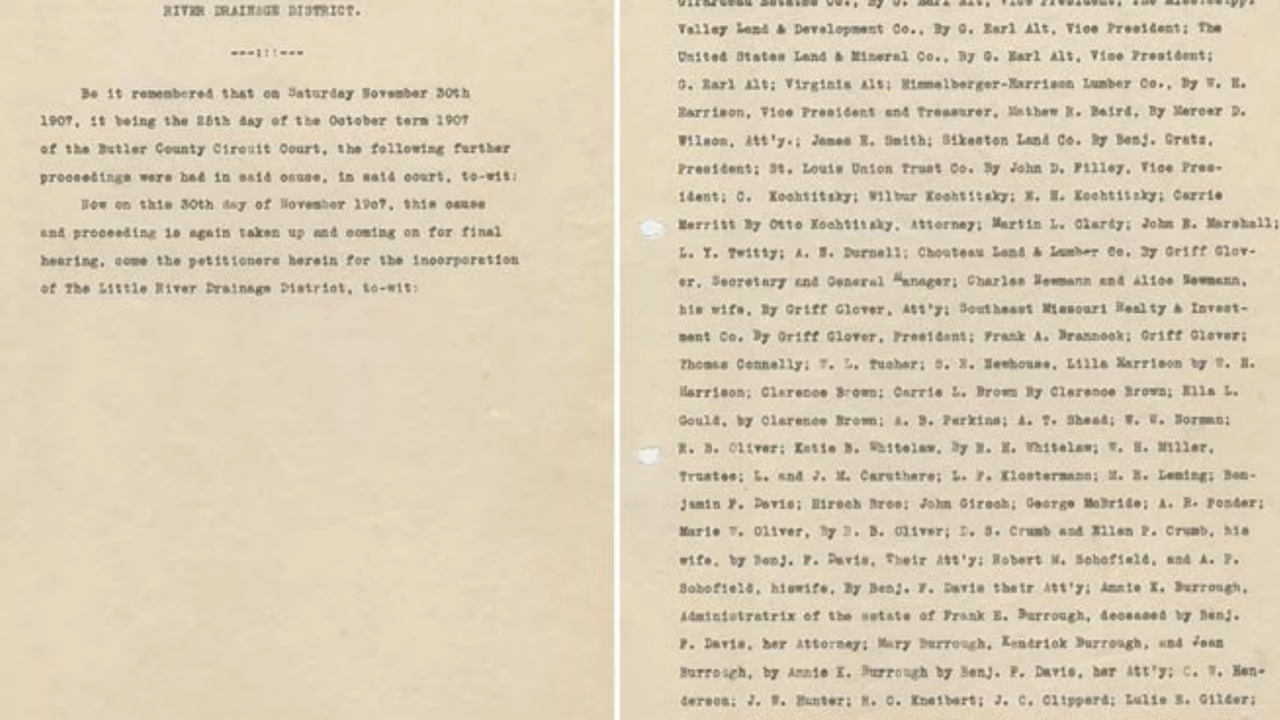 RIVER DRAINAGE DISTRICT.
---:::---
Be it remembered that on Saturday November 30th
1907, it being the 25th day of the October term 1907
of the Butler County Circuit Court, the following further
proceedings were had in said cause, in said court, to-wit:
Now on this 30th day of November 1907, this cause
and proceeding is again taken up and coming on for final
hearing, come the petitioners herein for the incorporation
of The Little River Drainage District, to-wit:
Girardeau Estates Co., By G. Earl Alt, Vice President; The Mississippi
Valley Land & Development Co., By G. Earl Alt, Vice President; The
United States Land & Mineral Co., By G. Earl Alt, Vice President;
G. Earl Alt; Virginia Alt; Himmelberger-Harrison Lumber Co., By W. H.
Harrison, Vice President and Treasurer, Mathew R. Baird, By Mercer D.
Wilson, Att'y.; James E. Smith; Sikeston Land Co. By Benj. Gratz,
President; St. Louis Union Trust Co. By John D. Filley, Vice Pres-
ident; C. Kochtitzky; Wilbur Kochtitzky; E. H. Kochtitzky; Carrie
Merritt By Otto Kochtitzky, Attorney; Martin L. Clardy; John E. Marshall;
L. Y. Twitty; A. N. Durnell; Chouteau Land & Lumber Co. By Griff Glov-
er, Secretary and General Manager; Charles Newmann and Alice Newmann,
his wife, By Griff Glover, Att'y; Southeast Missouri Realty & Invest-
ment Co. By Griff Glover, President; Frank A. Brannock; Griff Glover;
Thomas Connelly; W. L. Tucher; S. E. Newhouse, Lilla Harrison by W. H.
Harrison; Clarence Brown; Carrie L. Brown By Clarence Brown; Ella L.
Gould, by Clarence Brown; A. B. Perkins; A. T. Shead; W. W. Norman;
R. B. Oliver; Katie B. Whitelaw, By R. H. Whitelaw; W. H. Miller,
Trustee; L. and J. M. Caruthers; L. F. Klostermann; M. E. Leming; Ben-
jamin F. Davis; Hirsch Bros; John Girsch; George McBride; A. R. Ponder;
Marie W. Oliver, By R. B. Oliver; D. S. Crumb and Ellen P. Crumb, his
wife, by Benj. F. Davis, Their Att'y; Robert M. Schofield, and A. F.
Schofield, hiswife, By Benj. F. Davis their Att'y; Annie K. Burrough,
Administratrix of the estate of Frank E. Burrough, deceased by Benj.
F. Davis, her Attorney; Mary Burrough, Kendrick Burrough, and Jean
Burrough, by Annie K. Burrough by Benj. F. Davis, her Att'y; C. W. Hen-
derson; J. W. Hunter; H. O. Kneibert; J. C. Clippard; Lulie E. Gilder;